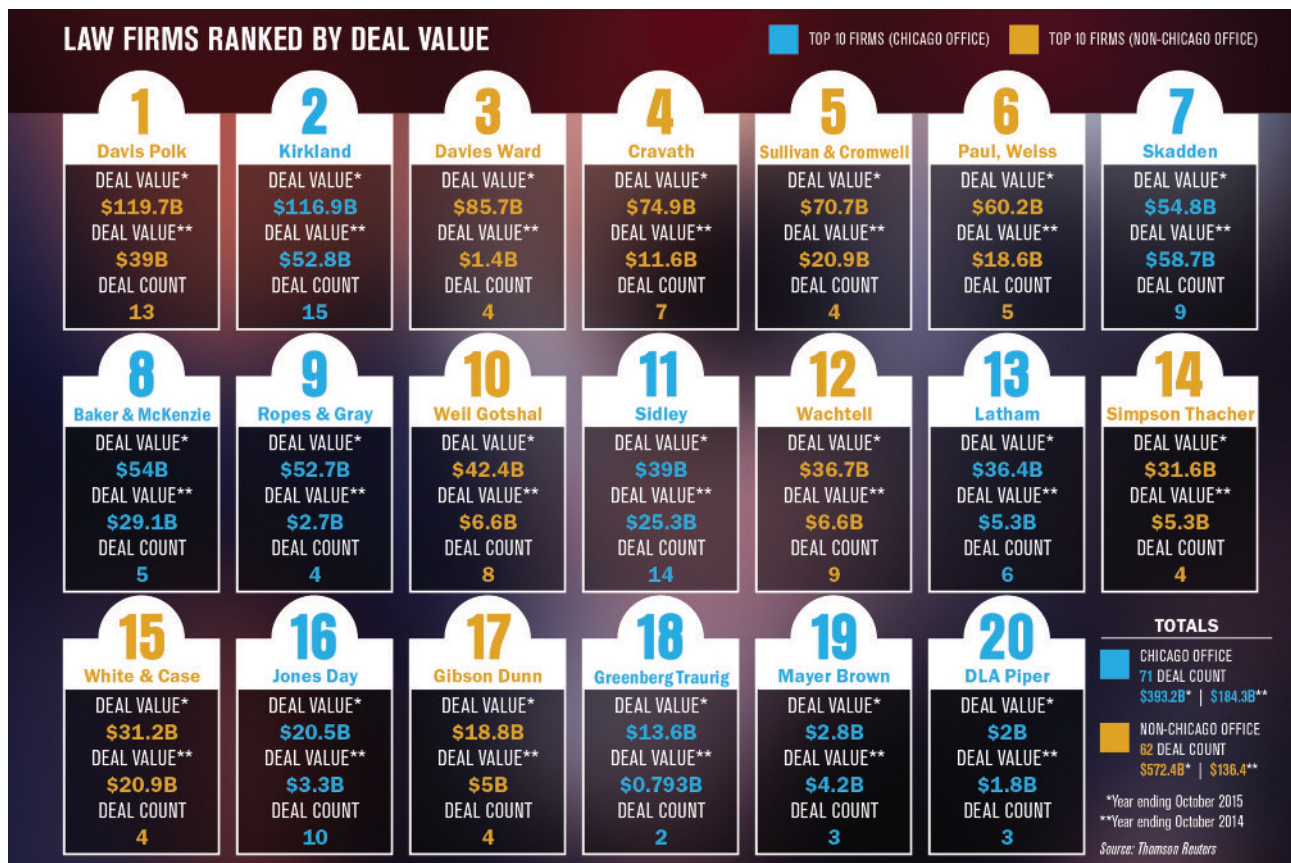 LAW FIRMS RANKED BY DEAL VALUE
TOP 10 FIRMS (CHICAGO OFFICE)
TOP 10 FIRMS (NON-CHICAGO OFFICE)
1
Davis Polk
DEAL VALUE*
$119.7B
DEAL VALUE**
$39B
DEAL COUNT
13
2
Kirkland
DEAL VALUE*
$116.9B
DEAL VALUE**
$52.8B
DEAL COUNT
15
3
Davies Ward
DEAL VALUE*
$85.7B
DEAL VALUE**
$1.4B
DEAL COUNT
4
4
Cravath
DEAL VALUE*
$74.9B
DEAL VALUE**
$11.6B
DEAL COUNT
7
5
Sullivan & Cromwell
DEAL VALUE*
$70.7B
DEAL VALUE**
$20.9B
DEAL COUNT
4
6
Paul, Weiss
DEAL VALUE*
$60.2B
DEAL VALUE**
$18.6B
DEAL COUNT
5
7
Skadden
DEAL VALUE*
$54.8B
DEAL VALUE**
$58.7B
DEAL COUNT
9
8
Baker & McKenzie
DEAL VALUE*
$54B
DEAL VALUE**
$29.1B
DEAL COUNT
5
9
Ropes & Gray
DEAL VALUE*
$52.7B
DEAL VALUE**
$2.7B
DEAL COUNT
4
10
Weil Gotshal
DEAL VALUE*
$42.4B
DEAL VALUE**
$6.6B
DEAL COUNT
8
11
Sidley
DEAL VALUE*
$39B
DEAL VALUE**
$25.3B
DEAL COUNT
14
12
Wachtell
DEAL VALUE*
$36.7B
DEAL VALUE**
$6.6B
DEAL COUNT
9
13
Latham
DEAL VALUE*
$36.4B
DEAL VALUE**
$5.3B
DEAL COUNT
6
14
Simpson Thacher
DEAL VALUE*
$31.6B
DEAL VALUE**
$5.3B
DEAL COUNT
4
15
White & Case
DEAL VALUE*
$31.2B
DEAL VALUE**
$20.9B
DEAL COUNT
4
16
Jones Day
DEAL VALUE*
$20.5B
DEAL VALUE**
$3.3B
DEAL COUNT
10
17
Gibson Dunn
DEAL VALUE*
$18.8B
DEAL VALUE**
$5B
DEAL COUNT
4
18
Greenberg Traurig
DEAL VALUE*
$13.6B
DEAL VALUE**
$0.793B
DEAL COUNT
2
19
Mayer Brown
DEAL VALUE*
$2.8B
DEAL VALUE**
$4.2B
DEAL COUNT
3
20
DLA Piper
DEAL VALUE*
$2B
DEAL VALUE**
$1.8B
DEAL COUNT
3
TOTALS
CHICAGO OFFICE
71 DEAL COUNT
$393.2B* | $184.3B**
NON-CHICAGO OFFICE
62 DEAL COUNT
$572.4B* | $136.4**
*Year ending October 2015
**Year ending October 2014
Source: Thomson Reuters